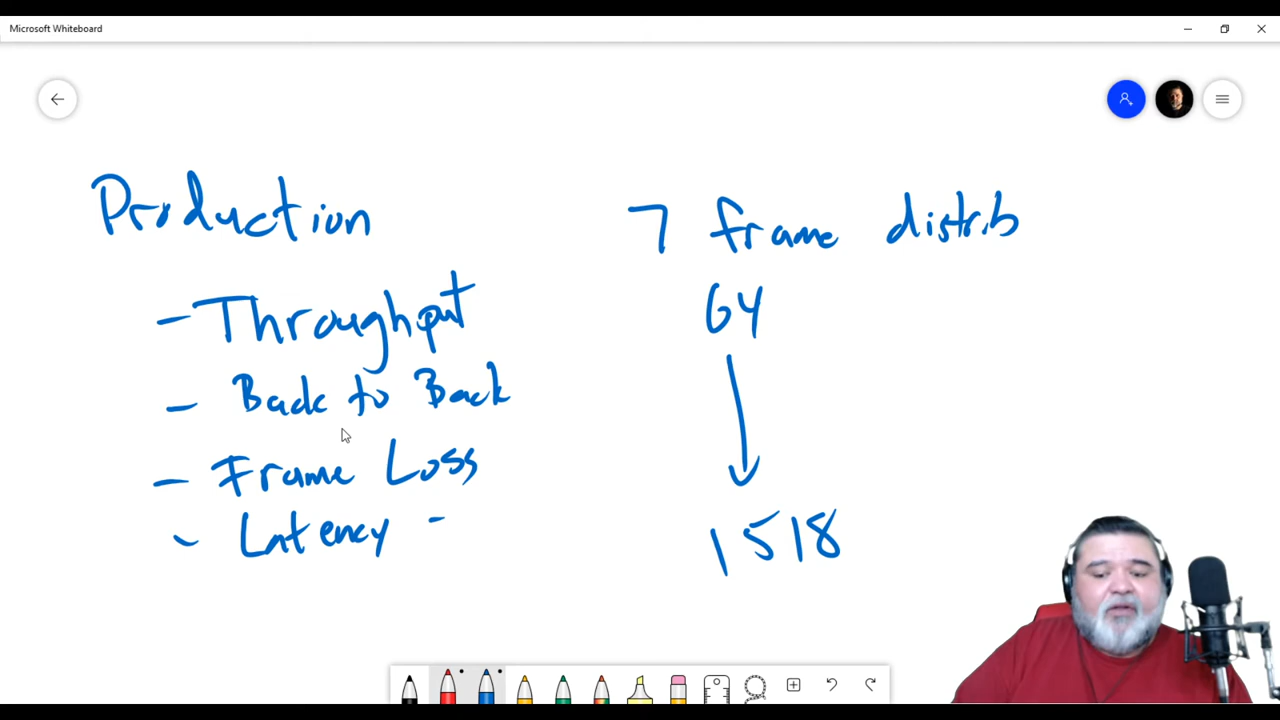 Microsoft Whiteboard
Production
- Throughput
- Back to Back
- Frame Loss
- Latency -
7 frame distrib
64
1518